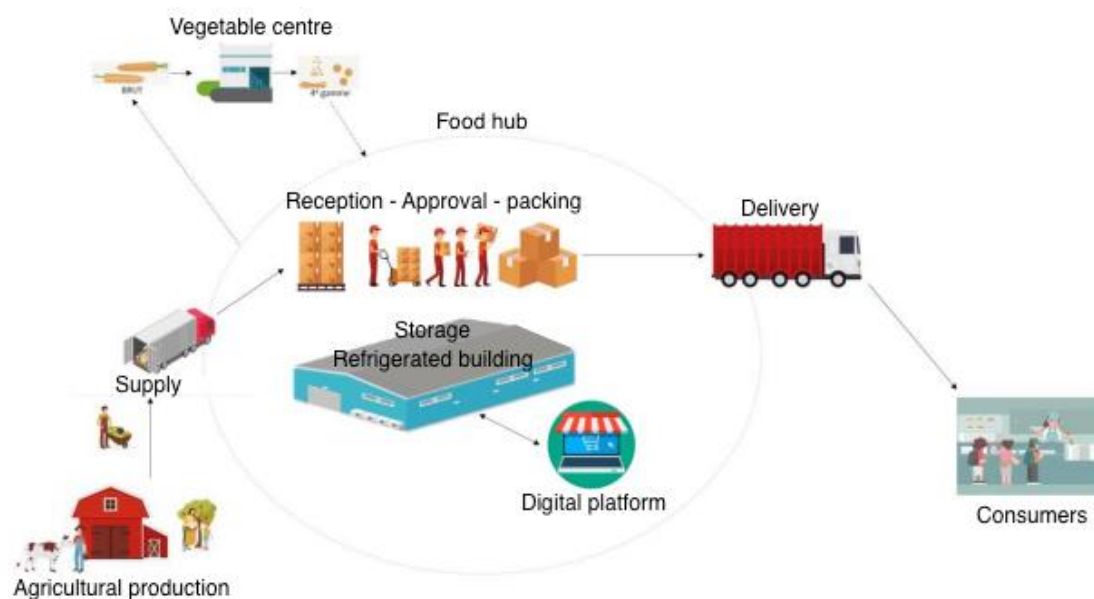 Vegetable centre
BRUT
4e gamme
Food hub
Reception - Approval - packing
Delivery
Storage
Refrigerated building
Supply
Digital platform
Consumers
Agricultural production